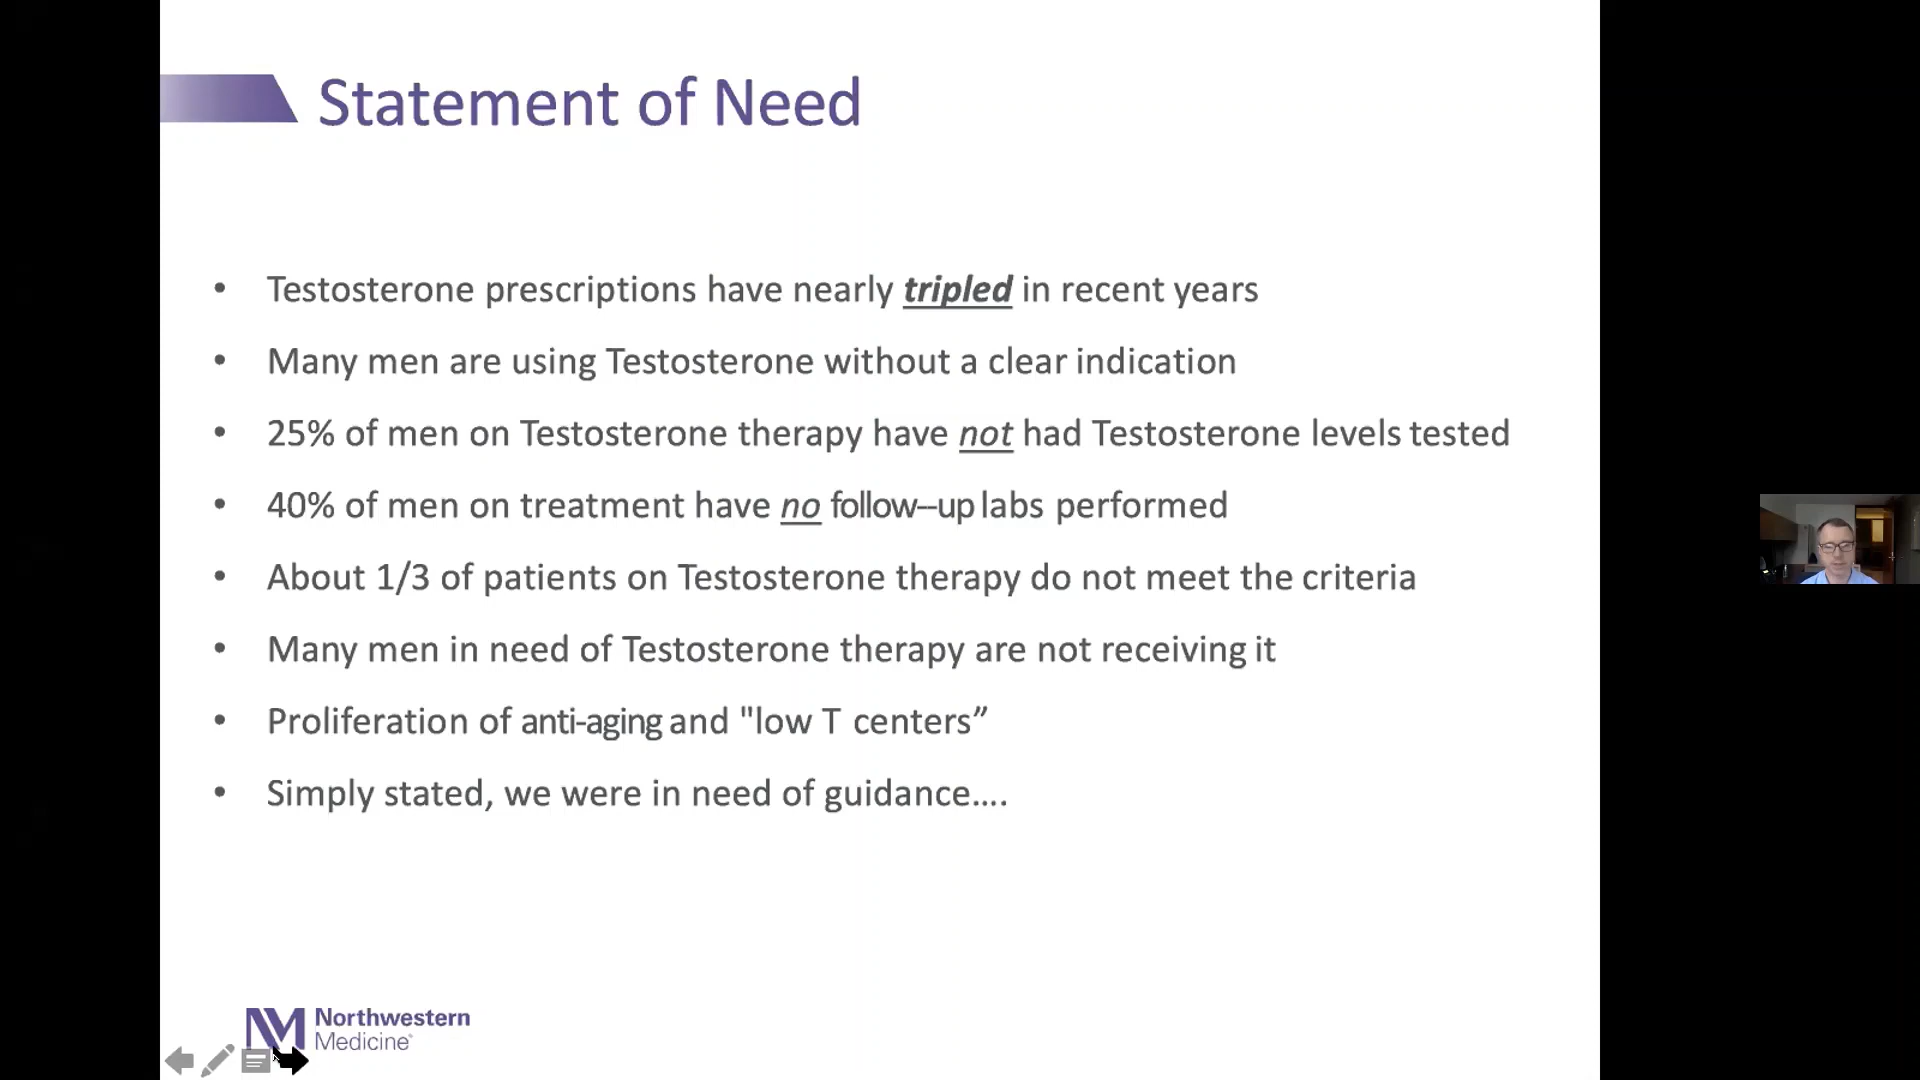 Statement of Need
• Testosterone prescriptions have nearly tripled in recent years
• Many men are using Testosterone without a clear indication
• 25% of men on Testosterone therapy have not had Testosterone levels tested
• 40% of men on treatment have no follow--up labs performed
• About 1/3 of patients on Testosterone therapy do not meet the criteria
• Many men in need of Testosterone therapy are not receiving it
• Proliferation of anti-aging and "low T centers”
• Simply stated, we were in need of guidance....
NM Northwestern
Medicine®